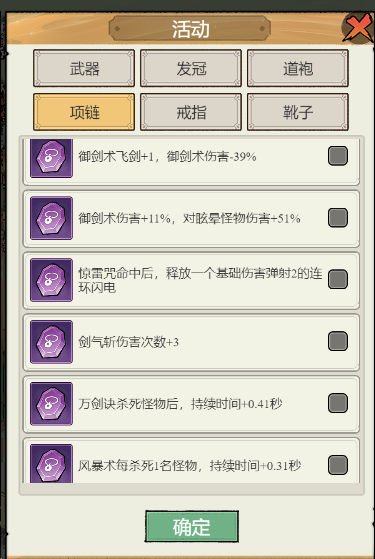 活动
武器
发冠
道袍
项链
戒指
靴子
御剑术飞剑+1，御剑术伤害-39%
御剑术伤害+11%，对眩晕怪物伤害+51%
惊雷咒命中后，释放一个基础伤害弹射2的连
环闪电
剑气斩伤害次数+3
万剑诀杀死怪物后，持续时间+0.41秒
风暴术每杀死1名怪物，持续时间+0.31秒
确定